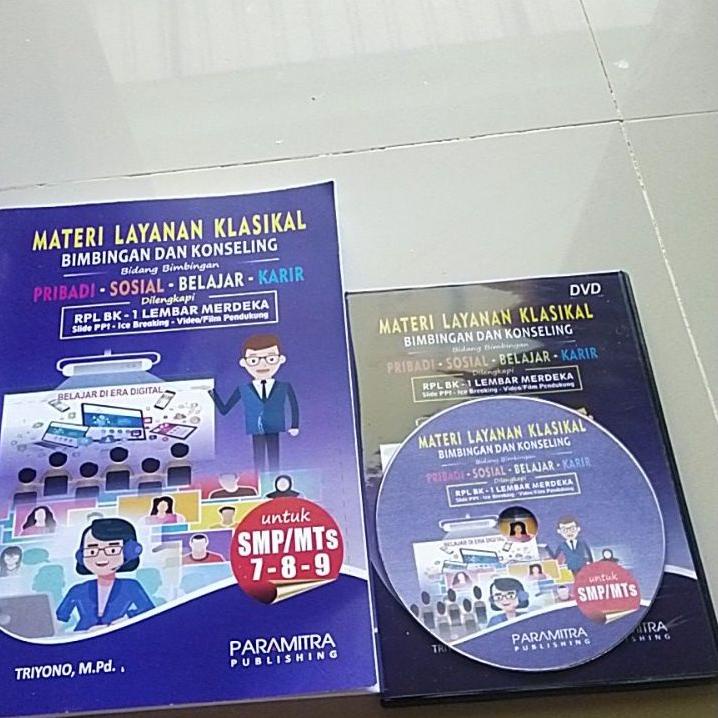 MATERI LAYANAN KLASIKAL
BIMBINGAN DAN KONSELING
Bidang Bimbingan
PRIBADI - SOSIAL - BELAJAR - KARIR
Dilengkapi
RPL BK - 1 LEMBAR MERDEKA
Slide PPT - Ice Breaking - Video/Film Pendukung
BELAJAR DI ERA DIGITAL
untuk
SMP/MTs
7-8-9
PARAMITRA
PUBLISHING
TRIYONO, M.Pd.
DVD
MATERI LAYANAN KLASIKAL
BIMBINGAN DAN KONSELING
Bidang Bimbingan
PRIBADI - SOSIAL - BELAJAR - KARIR
Dilengkapi
RPL BK - 1 LEMBAR MERDEKA
Slide PPT - Ice Breaking - Video/Film Pendukung
MATERI LAYANAN KLASIKAL
BIMBINGAN DAN KONSELING
Bidang Bimbingan
PRIBADI - SOSIAL - BELAJAR - KARIR
Dilengkapi
RPL BK - 1 LEMBAR MERDEKA
Slide PPT - Ice Breaking - Video/Film Pendukung
BELAJAR DI ERA DIGITAL
untuk
SMP/MTs
PARAMITRA
PUBLISHING